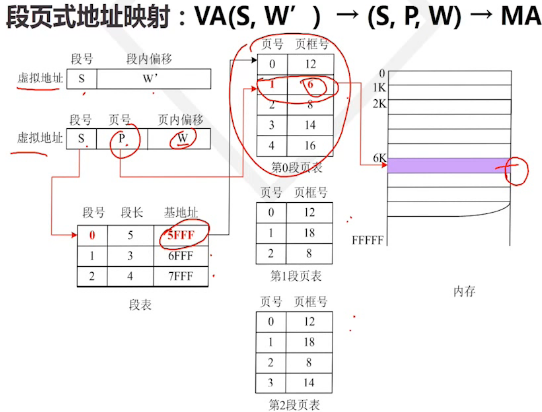 段页式地址映射：VA(S, W') → (S, P, W) → MA
段号 段内偏移
虚拟地址 S W'
段号 页号 页内偏移
虚拟地址 S P W
段号 段长 基地址
0 5 5FFF
1 3 6FFF
2 4 7FFF
段表
页号 页框号
0 12
1 6
2 8
3 14
4 16
第0段页表
页号 页框号
0 12
1 18
2 8
第1段页表
页号 页框号
0 12
1 18
2 8
3 14
第2段页表
0
1K
2K
6K
FFFFF
内存